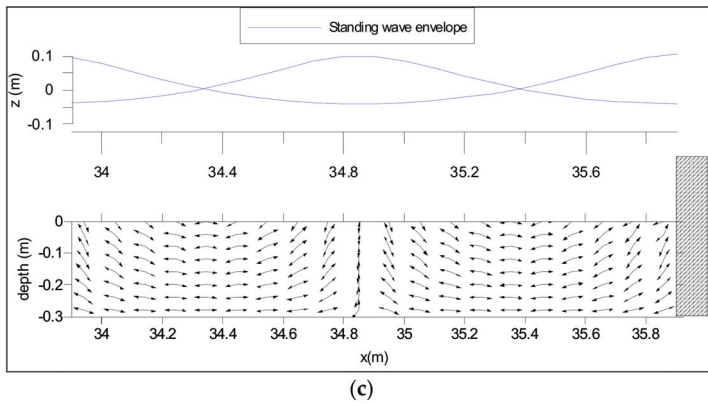 Standing wave envelope
0.1
0
-0.1
z (m)
34 34.4 34.8 35.2 35.6
0
-0.1
-0.2
-0.3
depth (m)
34 34.2 34.4 34.6 34.8 35 35.2 35.4 35.6 35.8
x(m)
(c)